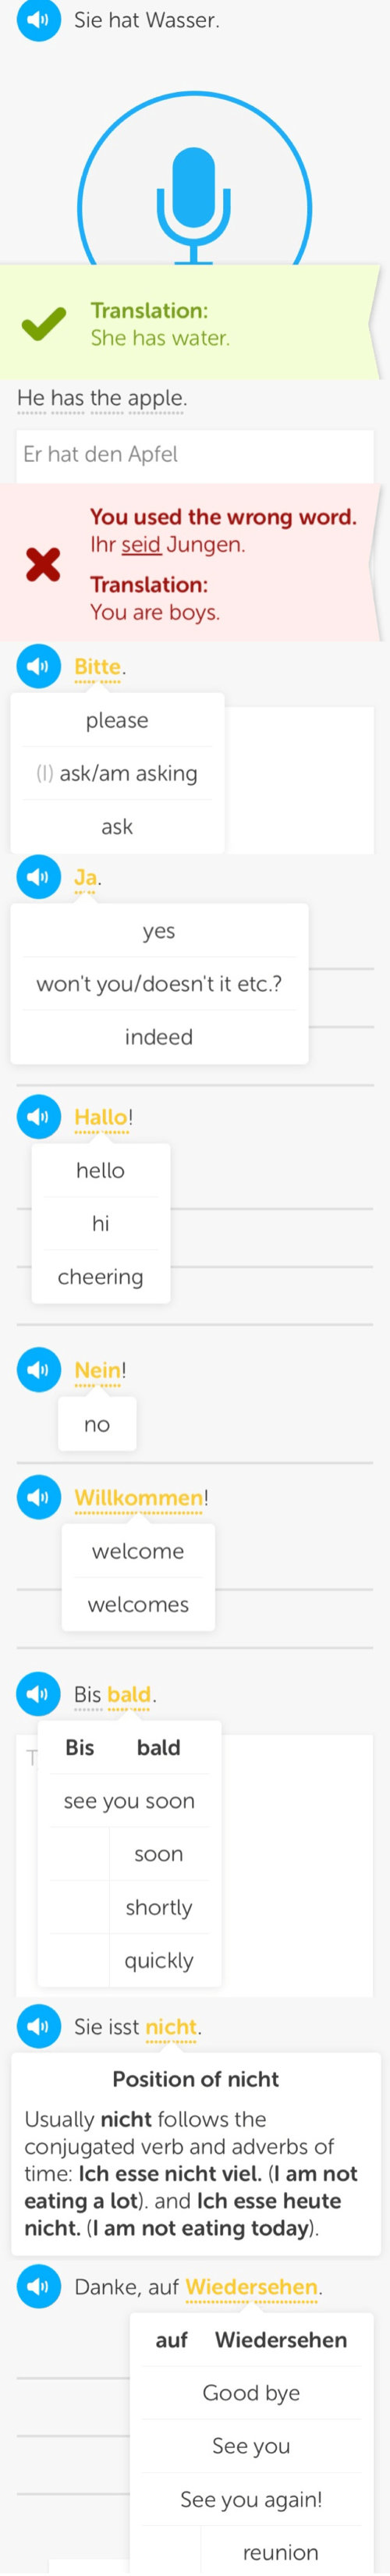 Sie hat Wasser.
Translation:
She has water.
He has the apple.
Er hat den Apfel
You used the wrong word.
Ihr seid Jungen.
Translation:
You are boys.
Bitte.
please
(I) ask/am asking
ask
Ja.
yes
won't you/doesn't it etc.?
indeed
Hallo!
hello
hi
cheering
Nein!
no
Willkommen!
welcome
welcomes
Bis bald.
T
Bis bald
see you soon
soon
shortly
quickly
Sie isst nicht.
Position of nicht
Usually nicht follows the
conjugated verb and adverbs of
time: Ich esse nicht viel. (I am not
eating a lot). and Ich esse heute
nicht. (I am not eating today).
Danke, auf Wiedersehen.
auf Wiedersehen
Good bye
See you
See you again!
reunion